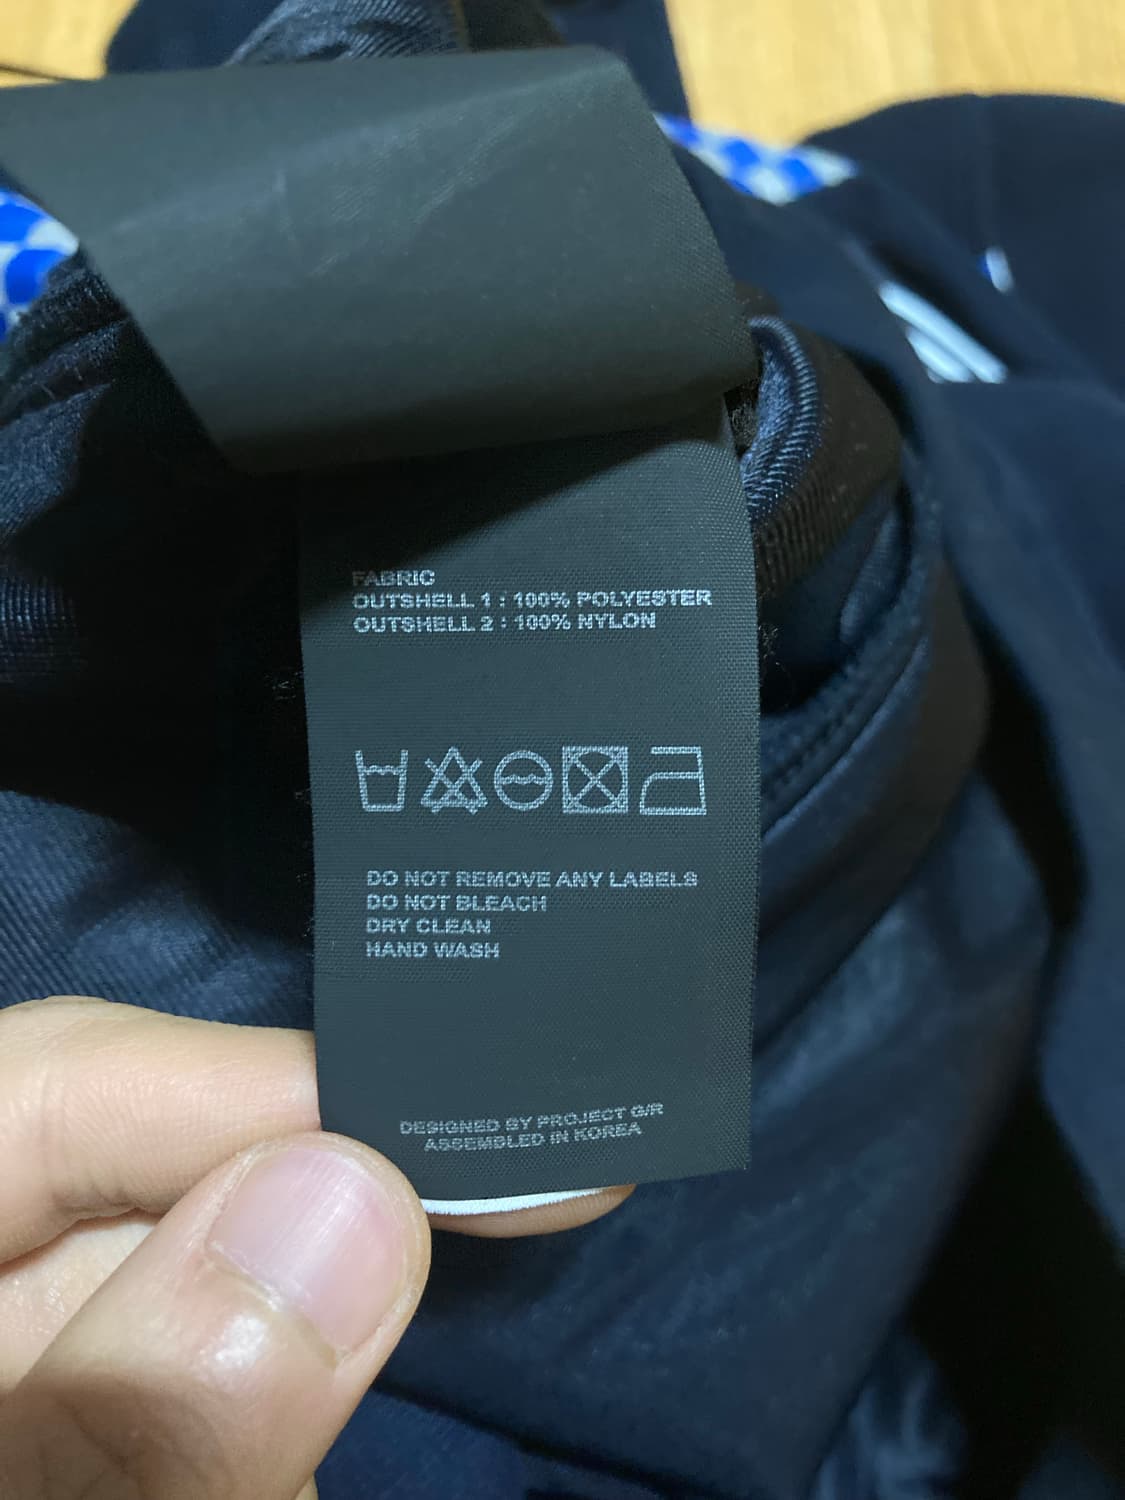 FABRIC
OUTSHELL 1 : 100% POLYESTER
OUTSHELL 2 : 100% NYLON
DO NOT REMOVE ANY LABELS
DO NOT BLEACH
DRY CLEAN
HAND WASH
DESIGNED BY PROJECT G/R
ASSEMBLED IN KOREA